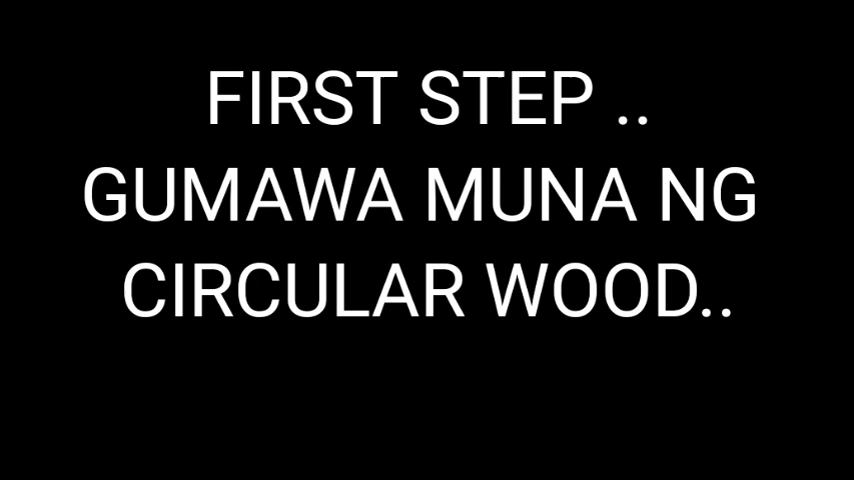 FIRST STEP ..
GUMAWA MUNA NG
CIRCULAR WOOD..